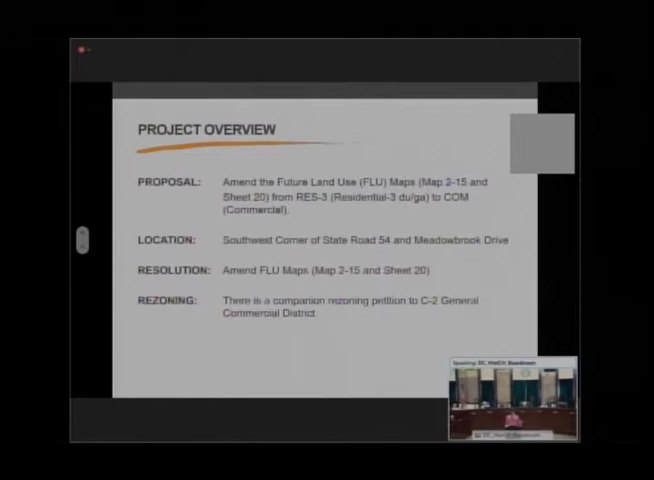 PROJECT OVERVIEW
PROPOSAL: Amend the Future Land Use (FLU) Maps (Map 2-15 and
Sheet 20) from RES-3 (Residential-3 du/ga) to COM
(Commercial).
LOCATION: Southwest Corner of State Road 54 and Meadowbrook Drive
RESOLUTION: Amend FLU Maps (Map 2-15 and Sheet 20)
REZONING: There is a companion rezoning petition to C-2 General
Commercial District
Speaking: